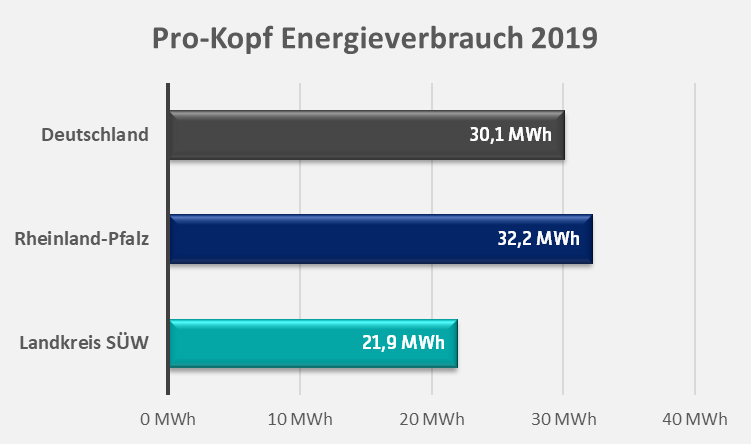 Pro-Kopf Energieverbrauch 2019
Deutschland
30,1 MWh
Rheinland-Pfalz
32,2 MWh
Landkreis SÜW
21,9 MWh
0 MWh
10 MWh
20 MWh
30 MWh
40 MWh